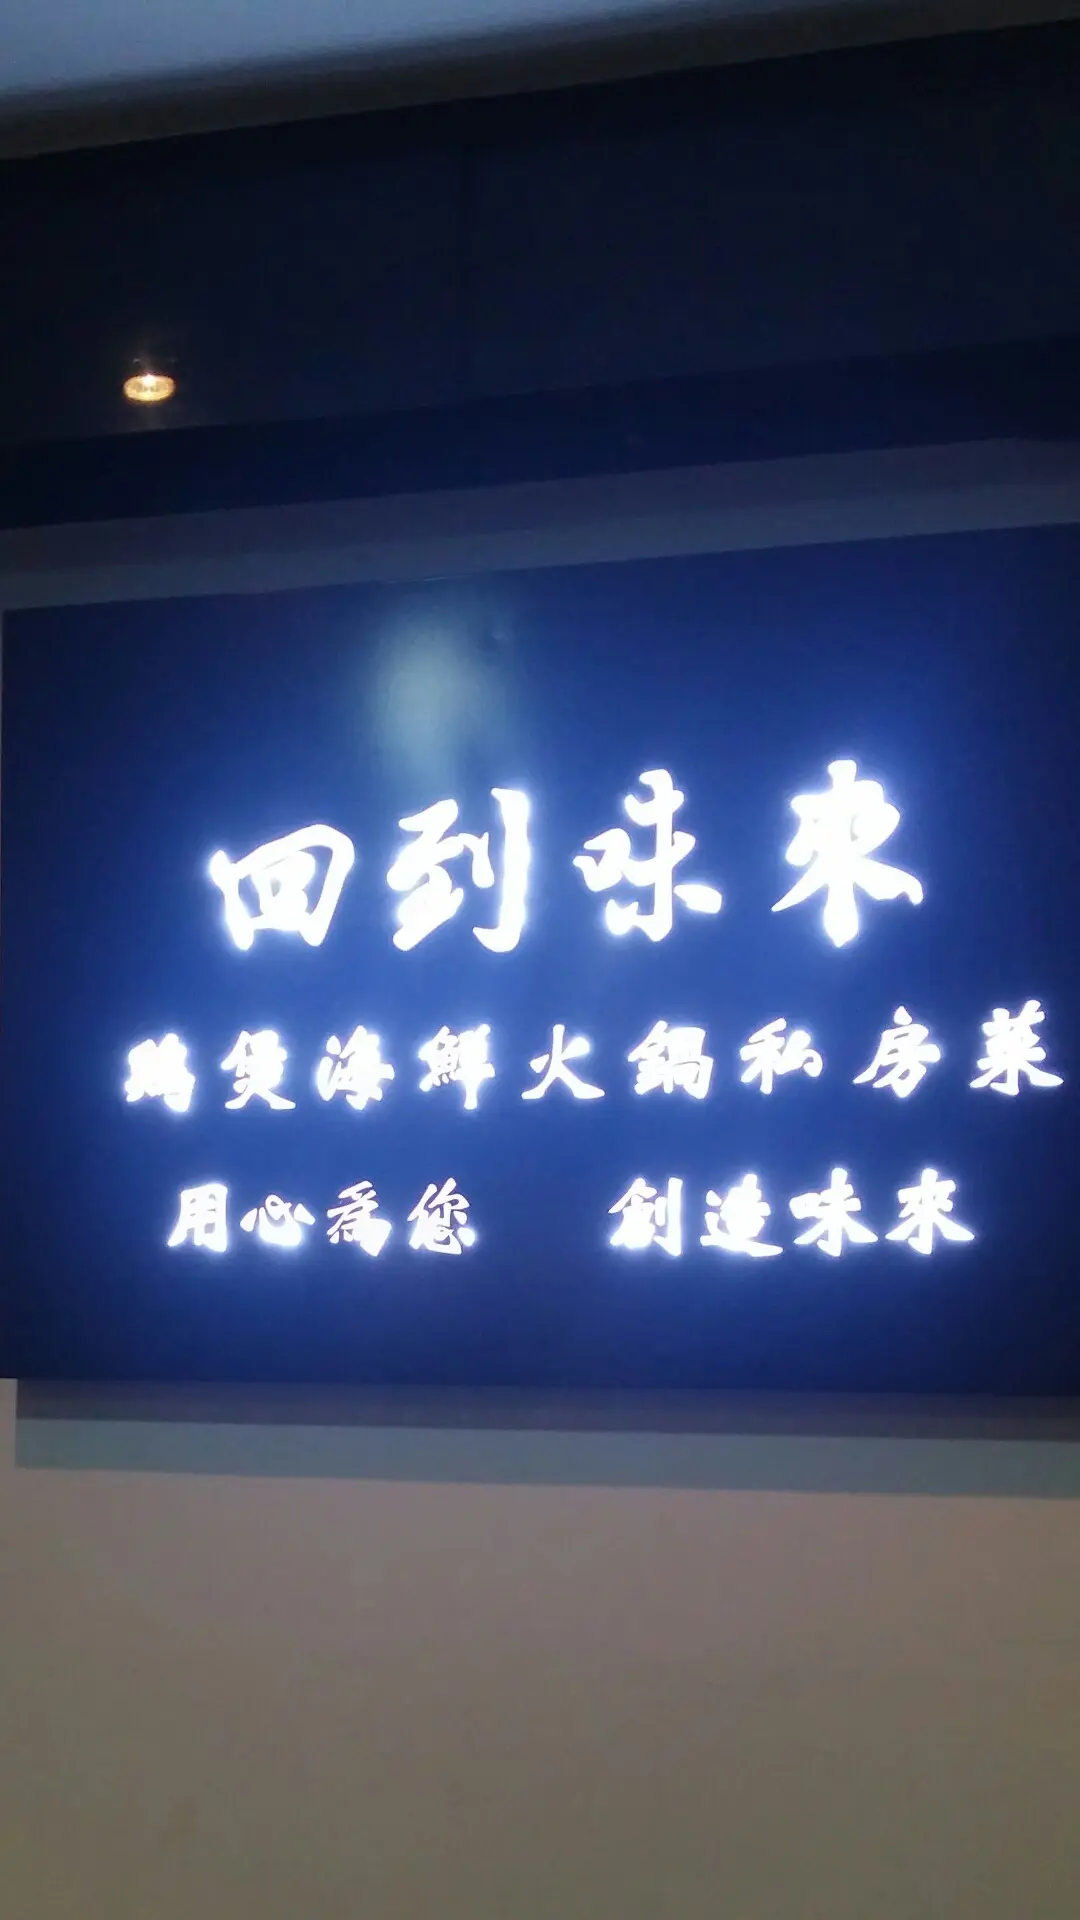 回到味來
鷄煲海鮮火鍋私房菜
用心為您 創造味來